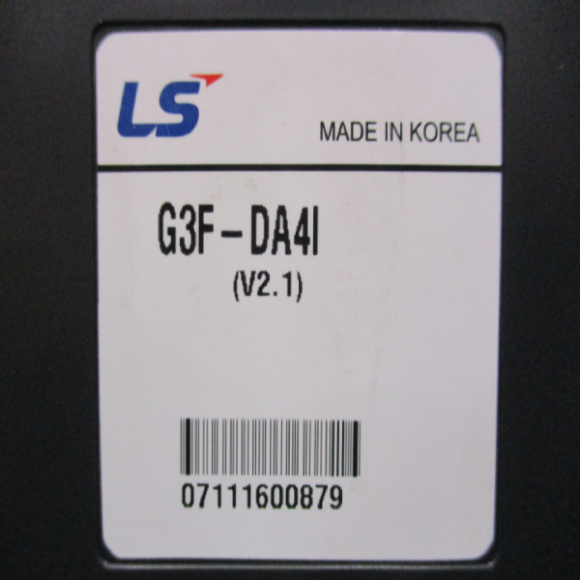 LS
MADE IN KOREA
G3F-DA4I
(V2.1)
07111600879